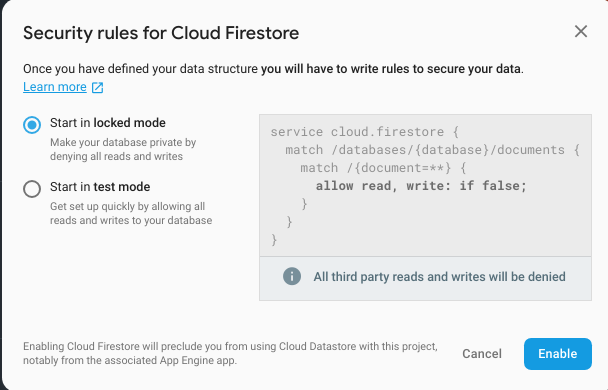 Security rules for Cloud Firestore
Once you have defined your data structure you will have to write rules to secure your data.
Learn more
Start in locked mode
Make your database private by
denying all reads and writes
Start in test mode
Get set up quickly by allowing all
reads and writes to your database
service cloud.firestore {
  match /databases/{database}/documents {
    match /{document=**} {
      allow read, write: if false;
    }
  }
}
All third party reads and writes will be denied
Enabling Cloud Firestore will preclude you from using Cloud Datastore with this project,
notably from the associated App Engine app.
Cancel
Enable